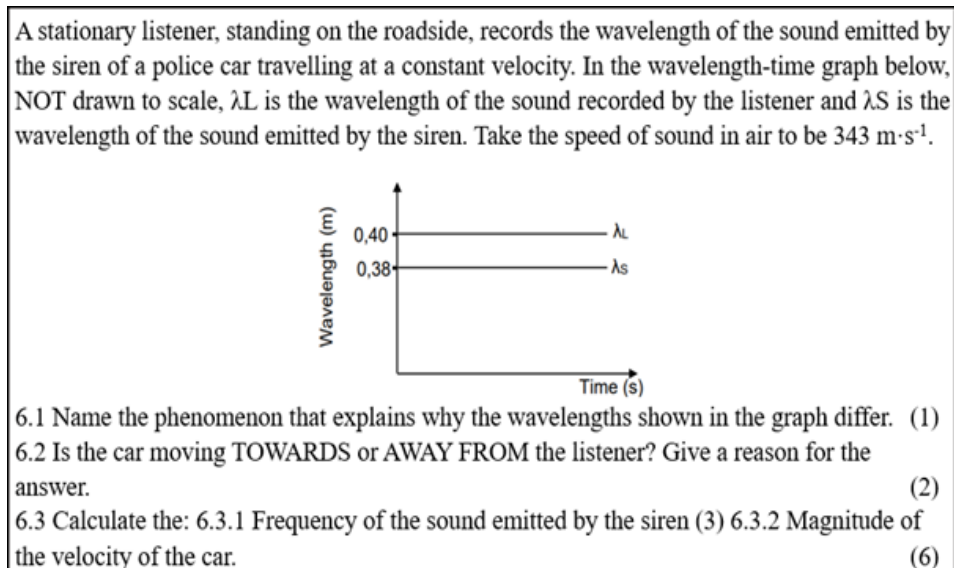 A stationary listener, standing on the roadside, records the wavelength of the sound emitted by
the siren of a police car travelling at a constant velocity. In the wavelength-time graph below,
NOT drawn to scale, λL is the wavelength of the sound recorded by the listener and λS is the
wavelength of the sound emitted by the siren. Take the speed of sound in air to be 343 m·s-1.
Wavelength (m)
0,40
λL
0,38
λS
Time (s)
6.1 Name the phenomenon that explains why the wavelengths shown in the graph differ. (1)
6.2 Is the car moving TOWARDS or AWAY FROM the listener? Give a reason for the
answer. (2)
6.3 Calculate the: 6.3.1 Frequency of the sound emitted by the siren (3) 6.3.2 Magnitude of
the velocity of the car. (6)